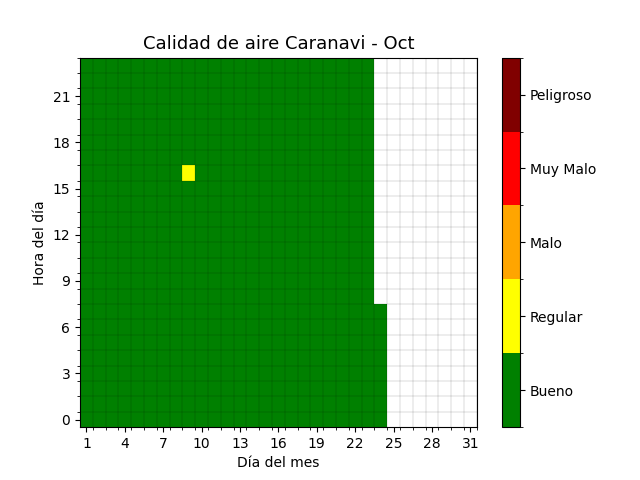 Calidad de aire Caranavi - Oct
Hora del día
21
18
15
12
9
6
3
0
1 4 7 10 13 16 19 22 25 28 31
Día del mes
Peligroso
Muy Malo
Malo
Regular
Bueno